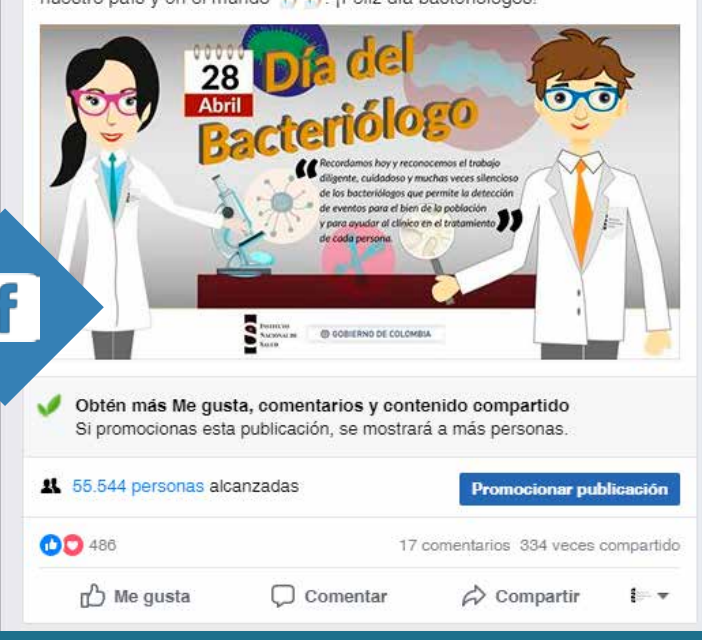 nuestro país y en el mundo ¡Feliz día bacteriólogos!
28
Abril
Día del
Bacteriólogo
“Recordamos hoy y reconocemos el trabajo
diligente, cuidadoso y muchas veces silencioso
de los bacteriólogos que permite la detección
de eventos para el bien de la población
y para ayudar al clínico en el tratamiento
de cada persona.”
INSTITUTO
NACIONAL DE
SALUD
GOBIERNO DE COLOMBIA
f
Obtén más Me gusta, comentarios y contenido compartido
Si promocionas esta publicación, se mostrará a más personas.
55.544 personas alcanzadas
Promocionar publicación
486
17 comentarios 334 veces compartido
Me gusta
Comentar
Compartir